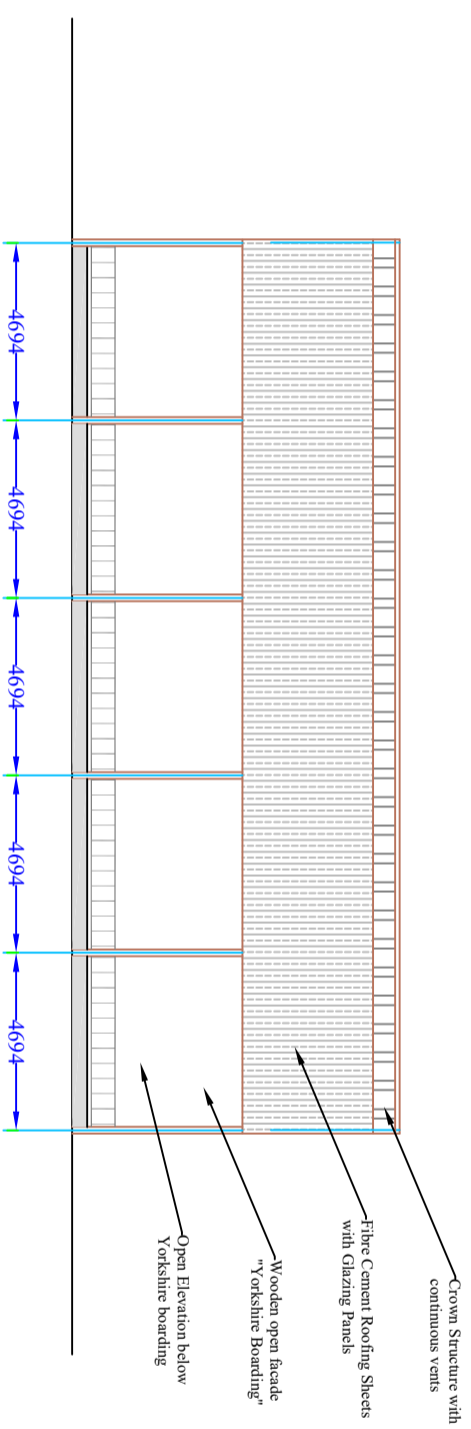 Crown Structure with
continuous vents
Fibre Cement Roofing Sheets
with Glazing Panels
Wooden open facade
"Yorkshire Boarding"
Open Elevation below
Yorkshire boarding
4694
4694
4694
4694
4694